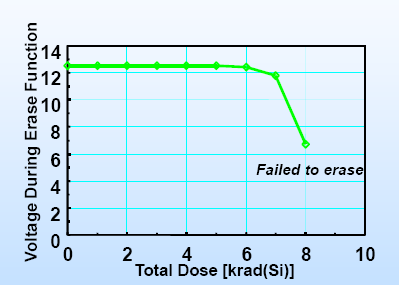 Voltage During Erase Function
14
12
10
8
6
4
2
0
Failed to erase
0 2 4 6 8 10
Total Dose [krad(Si)]